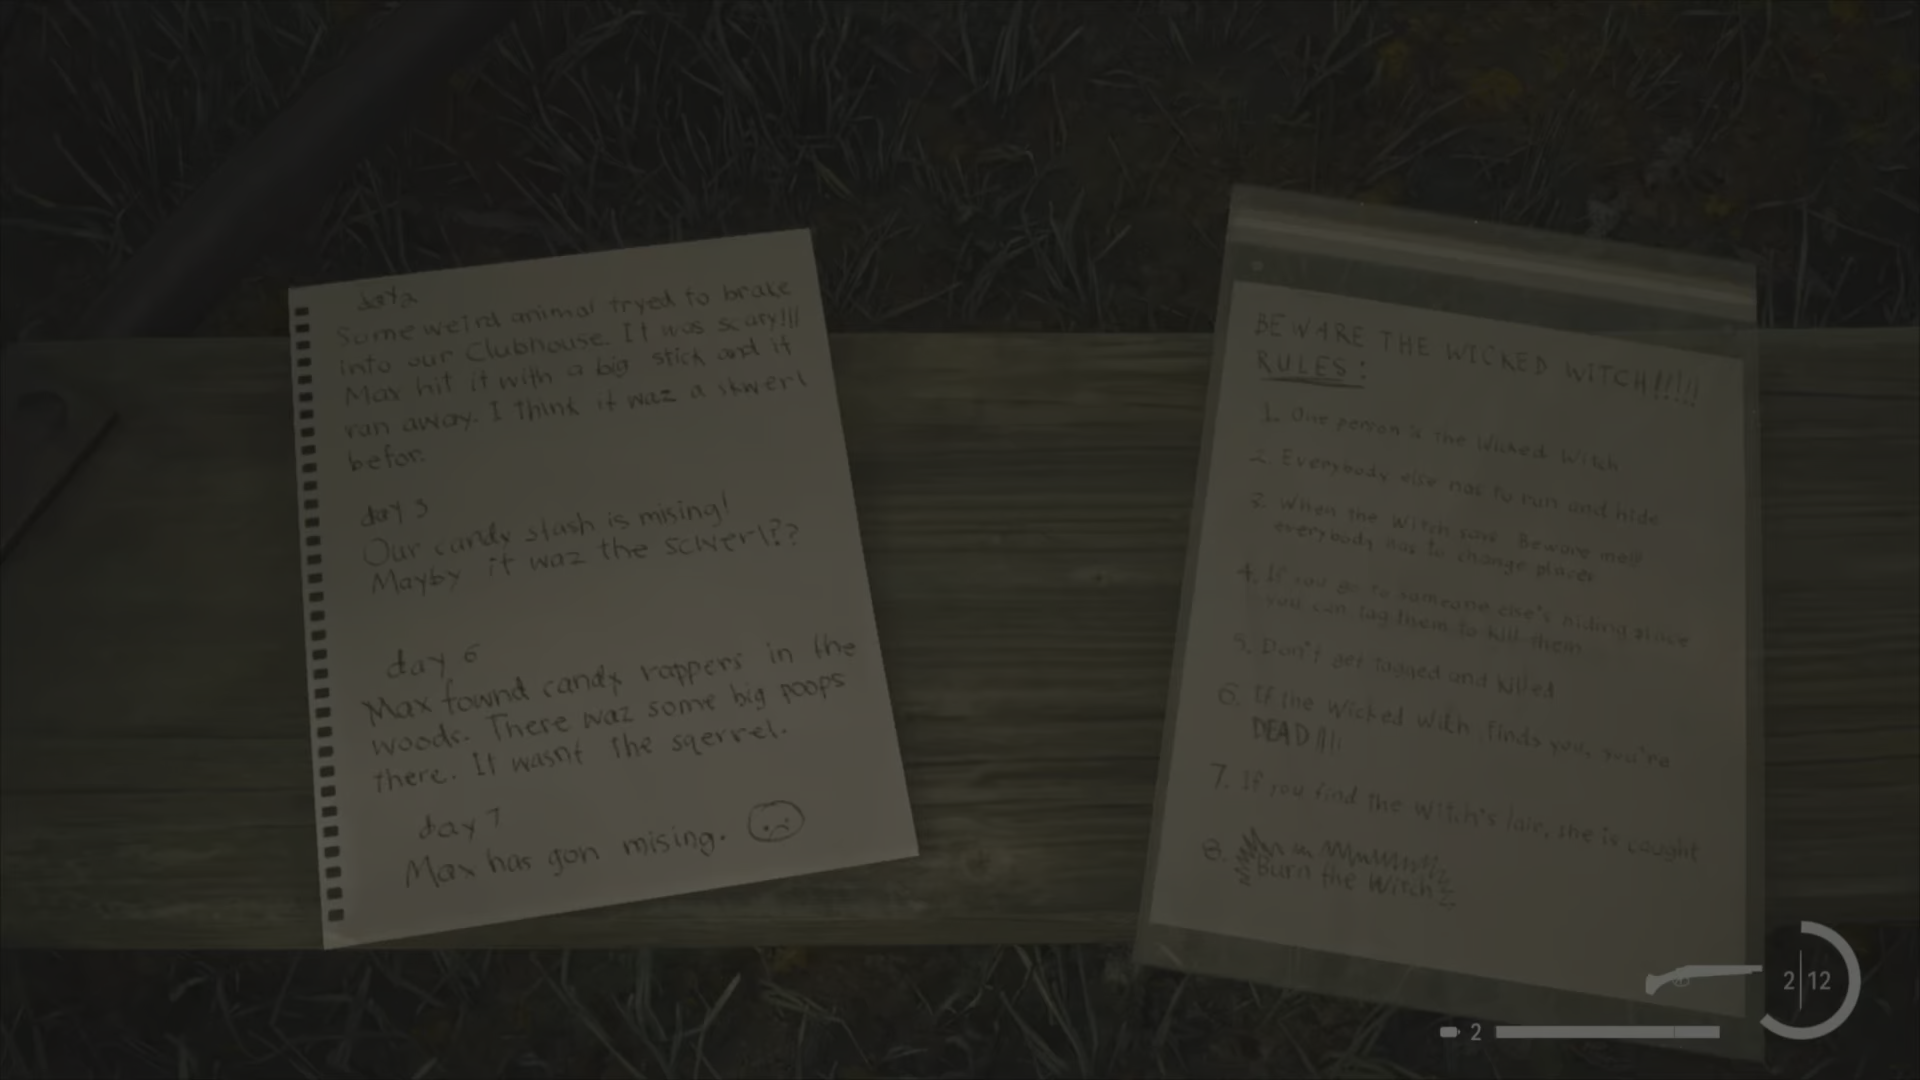 day 2
Some weird animal tryed to brake
into our Clubhouse. It was scary!!!
Max hit it with a big stick and it
ran away. I think it waz a skwerl
befor.
day 3
Our candy stash is mising!
Mayby it waz the scwerl??
day 6
Max fownd candy rappers in the
woods. There waz some big poops
there. It wasnt the sqerrel.
day 7
Max has gon mising.
BEWARE THE WICKED WITCH!!!!!
RULES:
1. One person is the Wicked Witch
2. Everybody else has to run and hide
3. When the Witch says Beware me!!
everybody has to change places
4. If you go to someone else's hiding place
you can tag them to kill them
5. Don't get tagged and killed
6. If the Wicked With finds you, you're
DEAD!!!!
7. If you find the Witch's lair, she is caught
8.
Burn the Witch
2|12
2